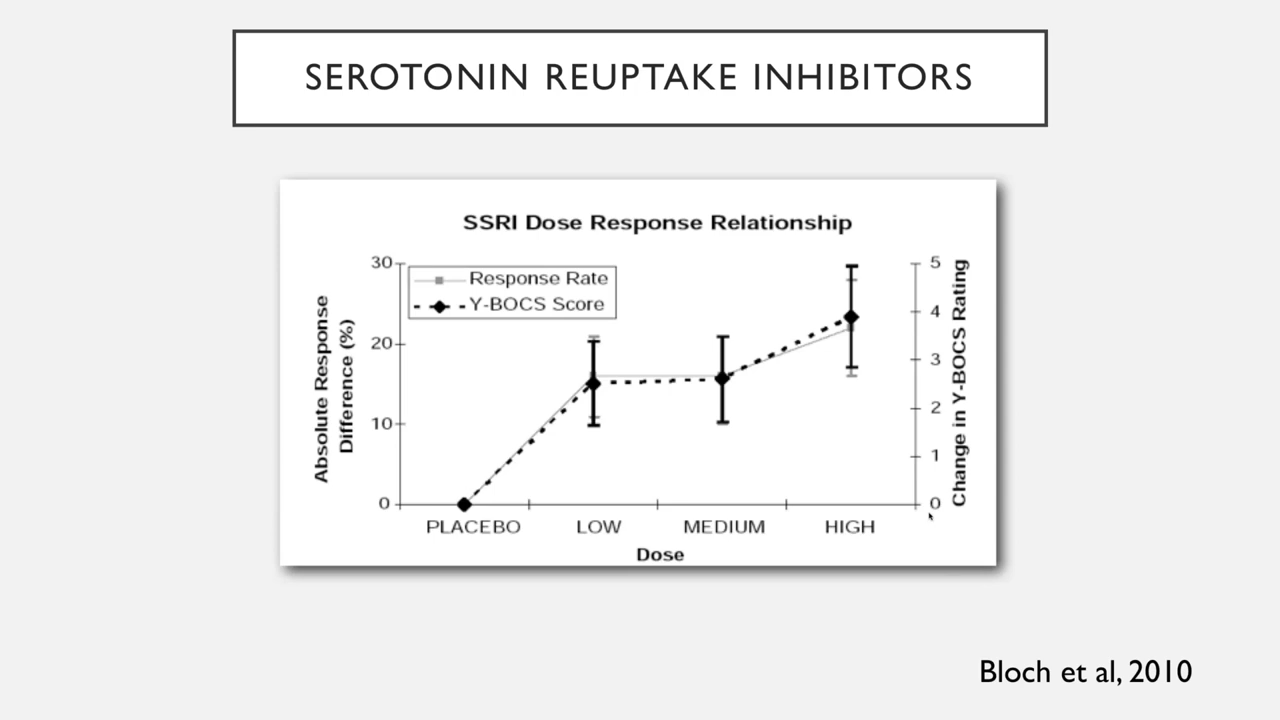 SEROTONIN REUPTAKE INHIBITORS
SSRI Dose Response Relationship
Response Rate
Y-BOCS Score
Absolute Response
Difference (%)
30
20
10
0
5
4
3
2
1
0
Change in Y-BOCS Rating
PLACEBO LOW MEDIUM HIGH
Dose
Bloch et al, 2010